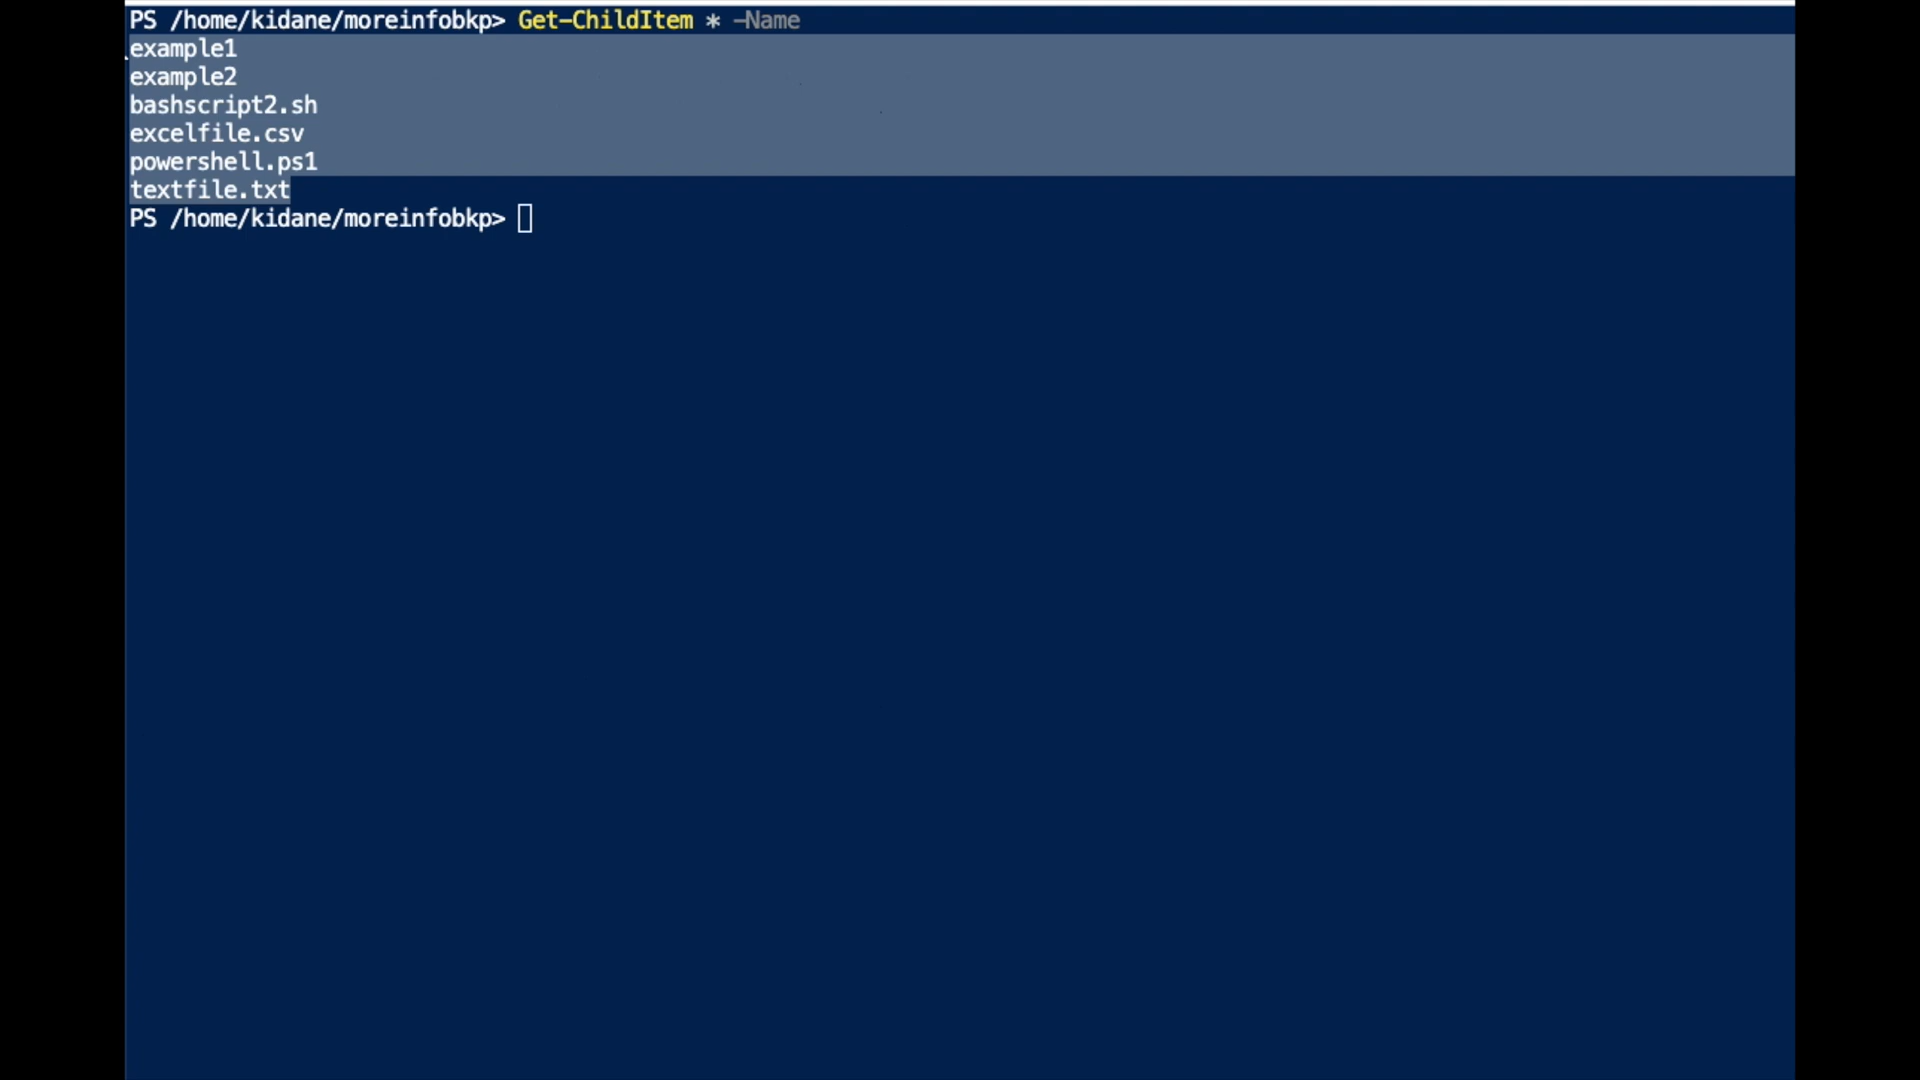 PS /home/kidane/moreinfobkp> Get-ChildItem * -Name
example1
example2
bashscript2.sh
excelfile.csv
powershell.ps1
textfile.txt
PS /home/kidane/moreinfobkp>